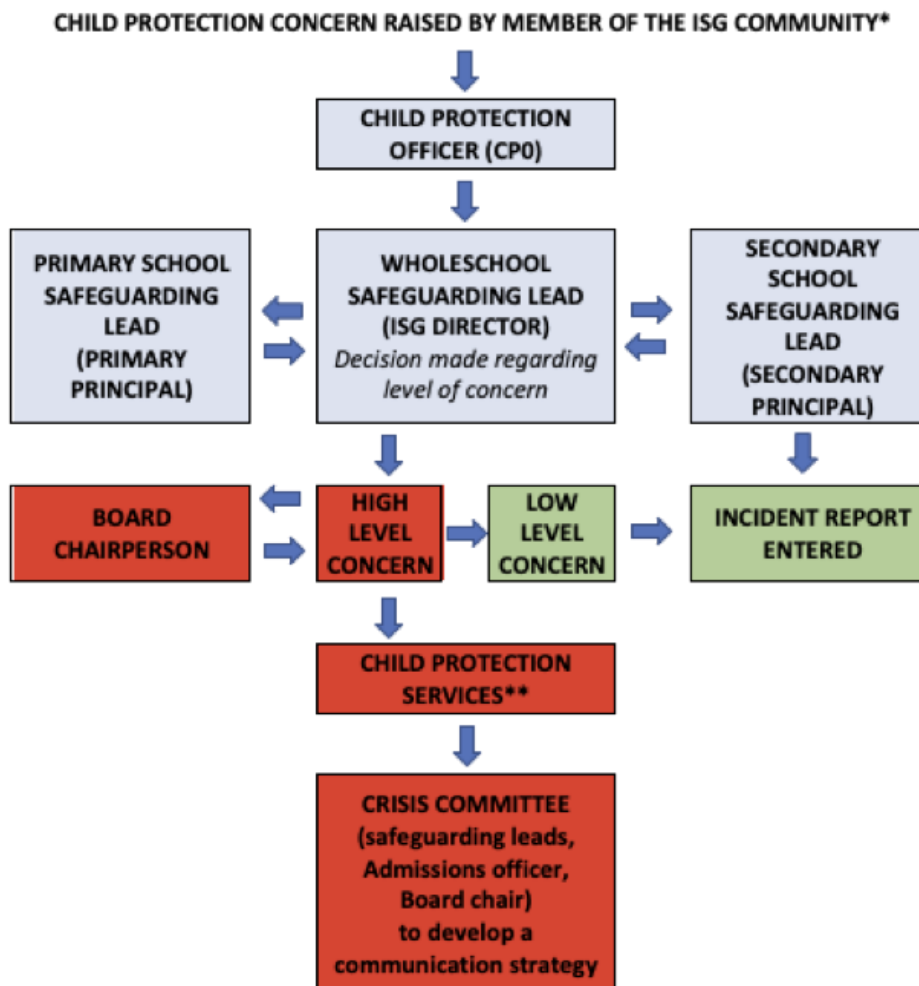 CHILD PROTECTION CONCERN RAISED BY MEMBER OF THE ISG COMMUNITY*
CHILD PROTECTION
OFFICER (CP0)
PRIMARY SCHOOL
SAFEGUARDING
LEAD
(PRIMARY
PRINCIPAL)
WHOLESCHOOL
SAFEGUARDING LEAD
(ISG DIRECTOR)
Decision made regarding
level of concern
SECONDARY
SCHOOL
SAFEGUARDING
LEAD
(SECONDARY
PRINCIPAL)
BOARD
CHAIRPERSON
HIGH
LEVEL
CONCERN
LOW
LEVEL
CONCERN
INCIDENT REPORT
ENTERED
CHILD PROTECTION
SERVICES**
CRISIS COMMITTEE
(safeguarding leads,
Admissions officer,
Board chair)
to develop a
communication strategy